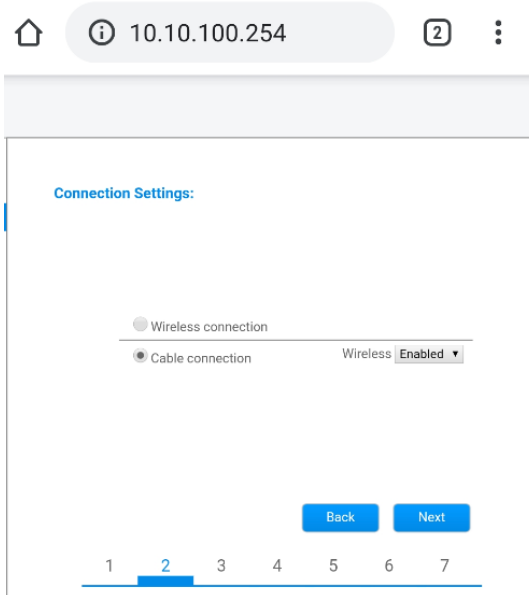 10.10.100.254
2
Connection Settings:
Wireless connection
Cable connection Wireless Enabled
Back Next
1 2 3 4 5 6 7